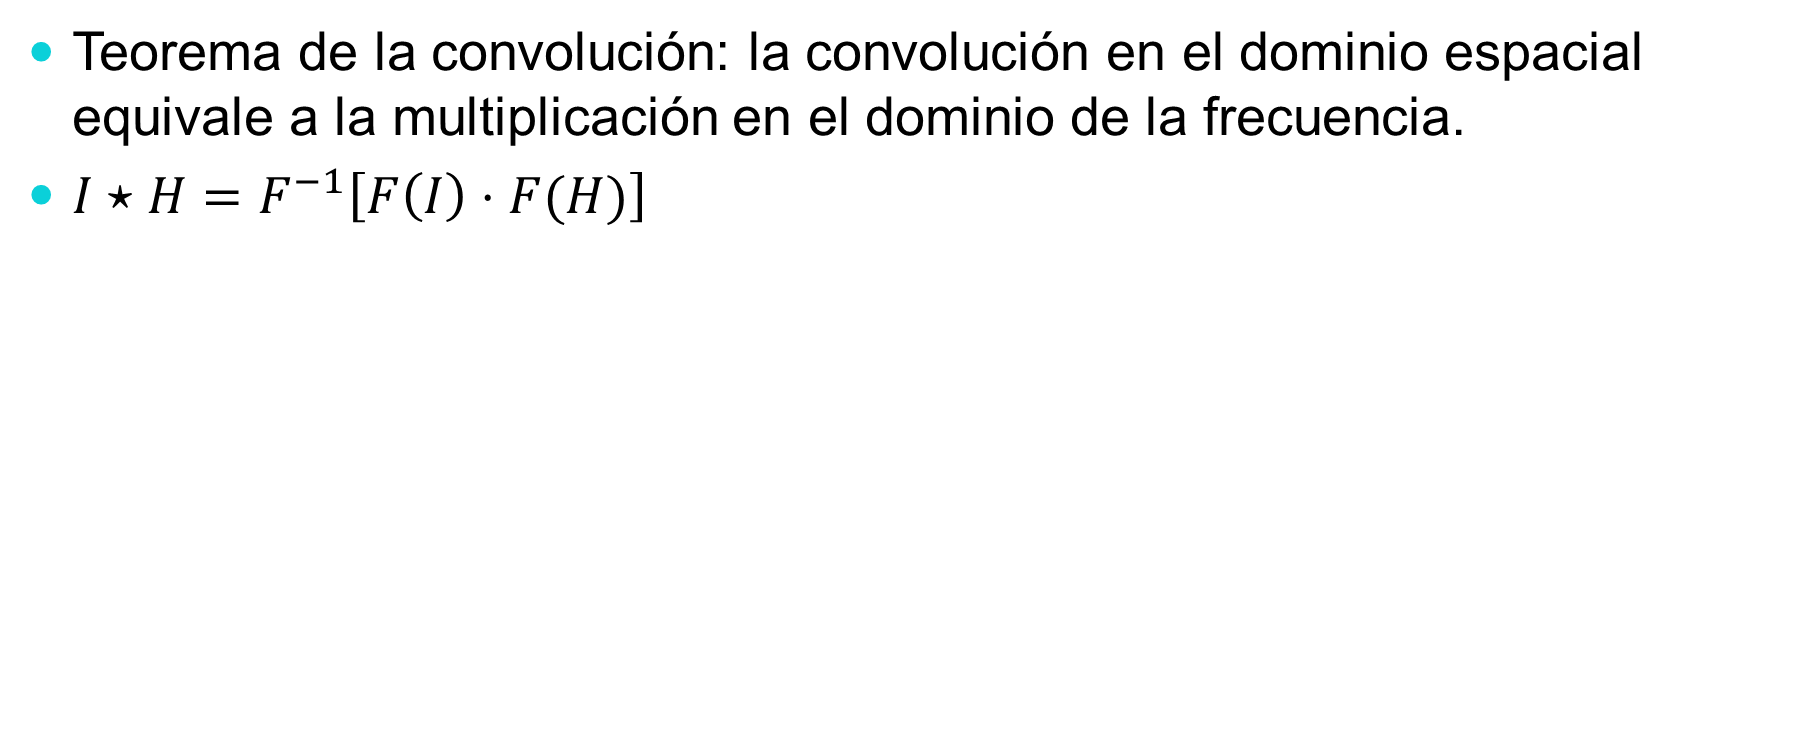 • Teorema de la convolución: la convolución en el dominio espacial
equivale a la multiplicación en el dominio de la frecuencia.
• I ⋆ H = F⁻¹[F(I) · F(H)]